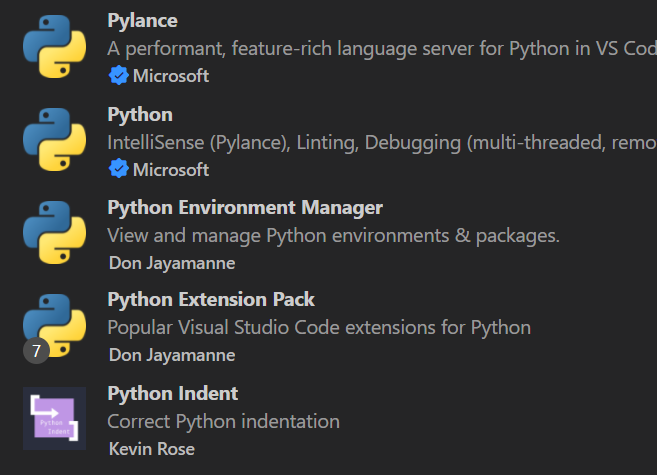 Pylance
A performant, feature-rich language server for Python in VS Cod
Microsoft
Python
IntelliSense (Pylance), Linting, Debugging (multi-threaded, remo
Microsoft
Python Environment Manager
View and manage Python environments & packages.
Don Jayamanne
Python Extension Pack
Popular Visual Studio Code extensions for Python
7
Don Jayamanne
Python Indent
Python
Indent
Correct Python indentation
Kevin Rose